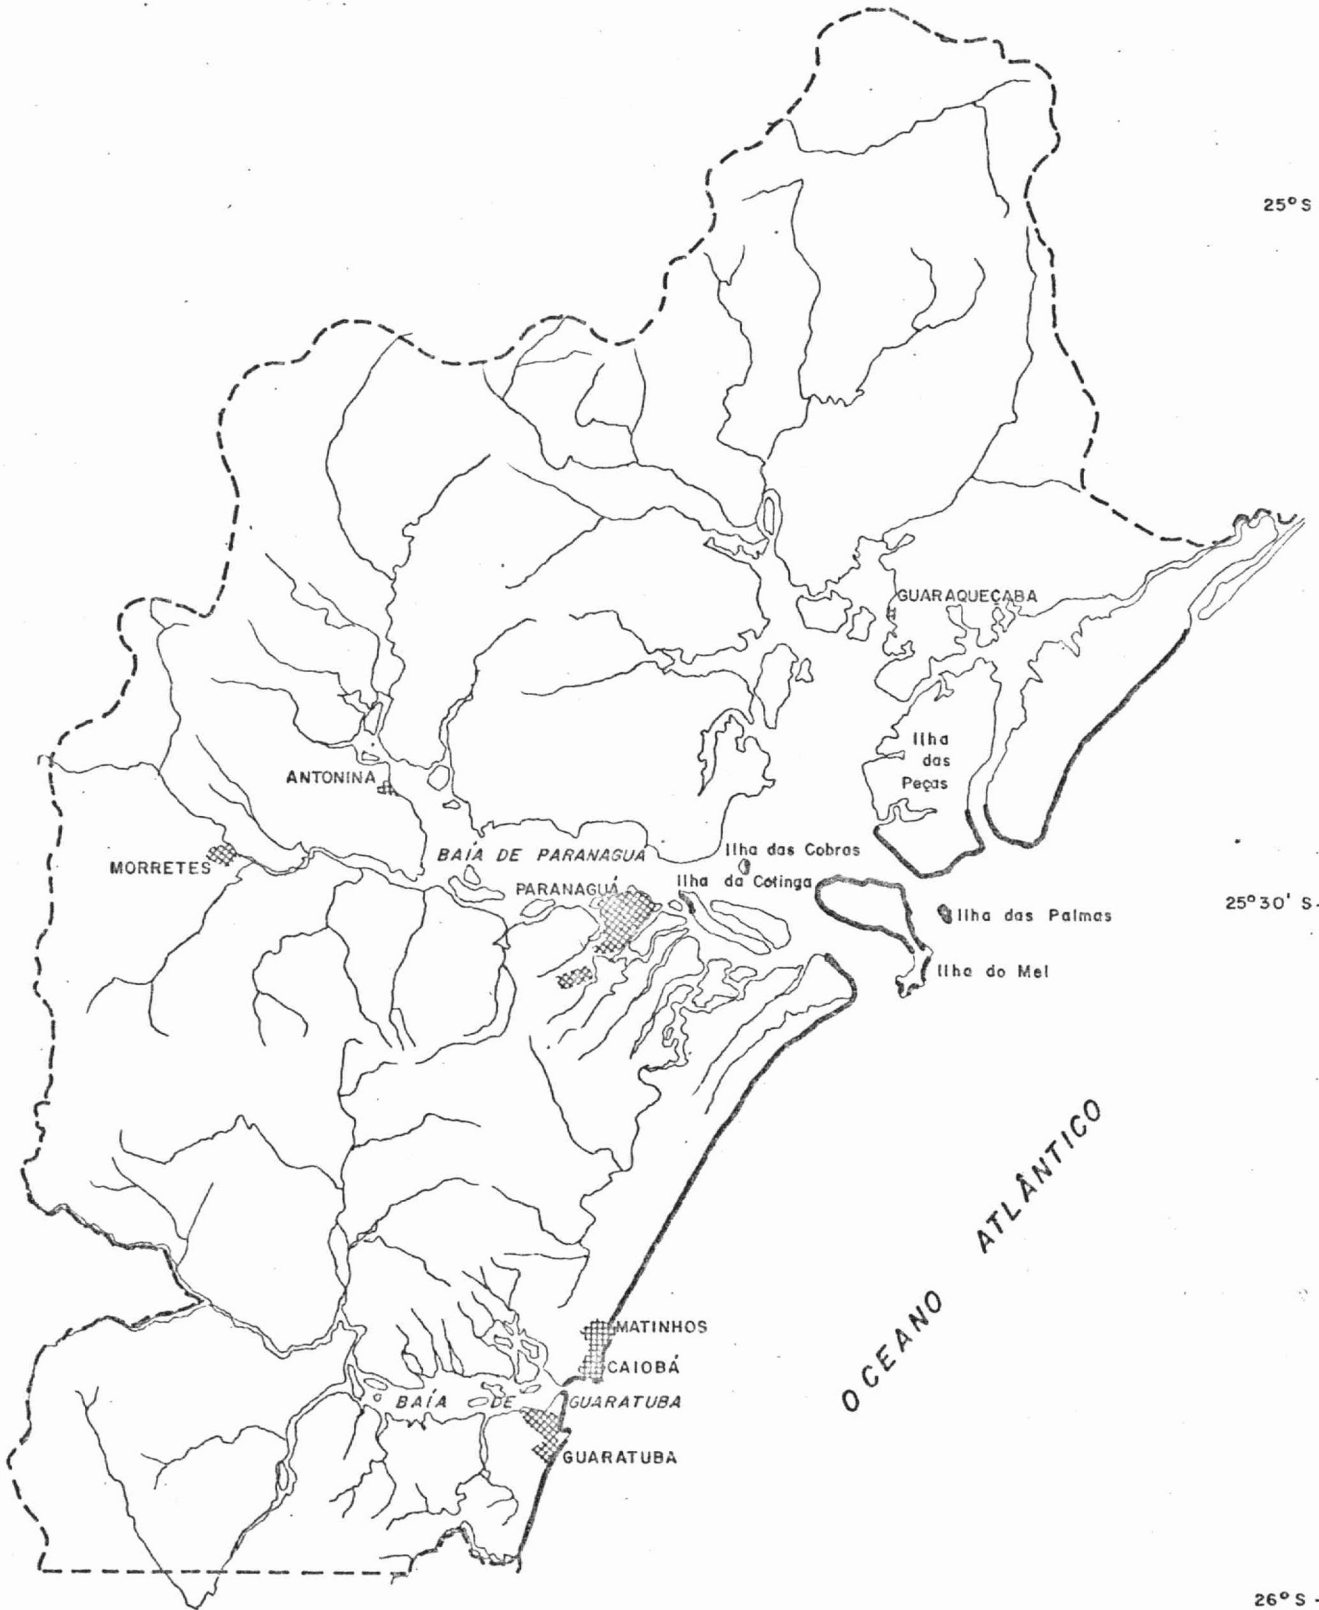 25° S
GUARAQUEÇABA
Ilha
das
Peças
ANTONINA
MORRETES
BAÍA DE PARANAGUÁ
Ilha das Cobras
PARANAGUÁ
Ilha da Cotinga
25° 30' S-
Ilha das Palmas
Ilha do Mel
OCEANO ATLÂNTICO
MATINHOS
CAIOBÁ
BAÍA DE GUARATUBA
GUARATUBA
26° S -